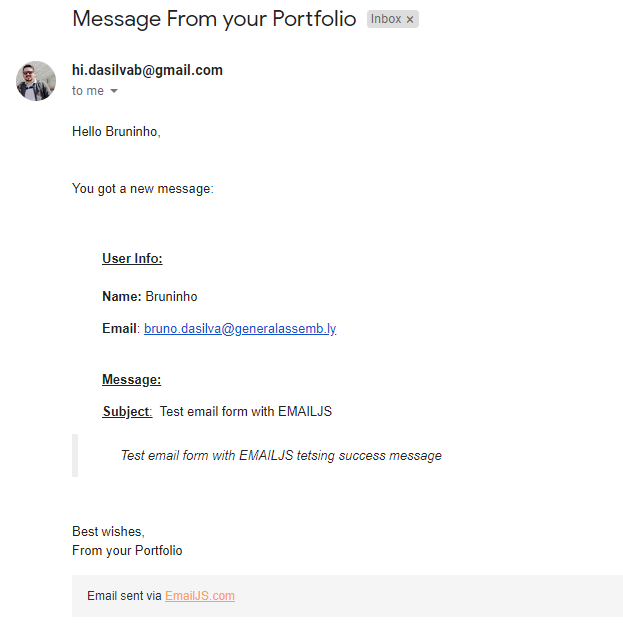 Message From your Portfolio Inbox ×
hi.dasilvab@gmail.com
to me
Hello Bruninho,
You got a new message:
User Info:
Name: Bruninho
Email: bruno.dasilva@generalassemb.ly
Message:
Subject: Test email form with EMAILJS
Test email form with EMAILJS tetsing success message
Best wishes,
From your Portfolio
Email sent via EmailJS.com